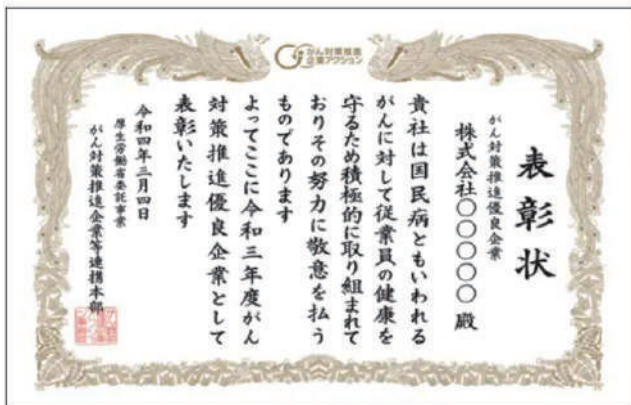 がん対策推進
企業アクション
表彰状
がん対策推進優良企業
株式会社〇〇〇〇〇 殿
貴社は国民病ともいわれる
がんに対して従業員の健康を
守るため積極的に取り組まれて
おりその努力に敬意を払う
ものであります
よってここに令和三年度がん
対策推進優良企業として
表彰いたします
令和四年三月四日
厚生労働省委託事業
がん対策推進企業等連携本部